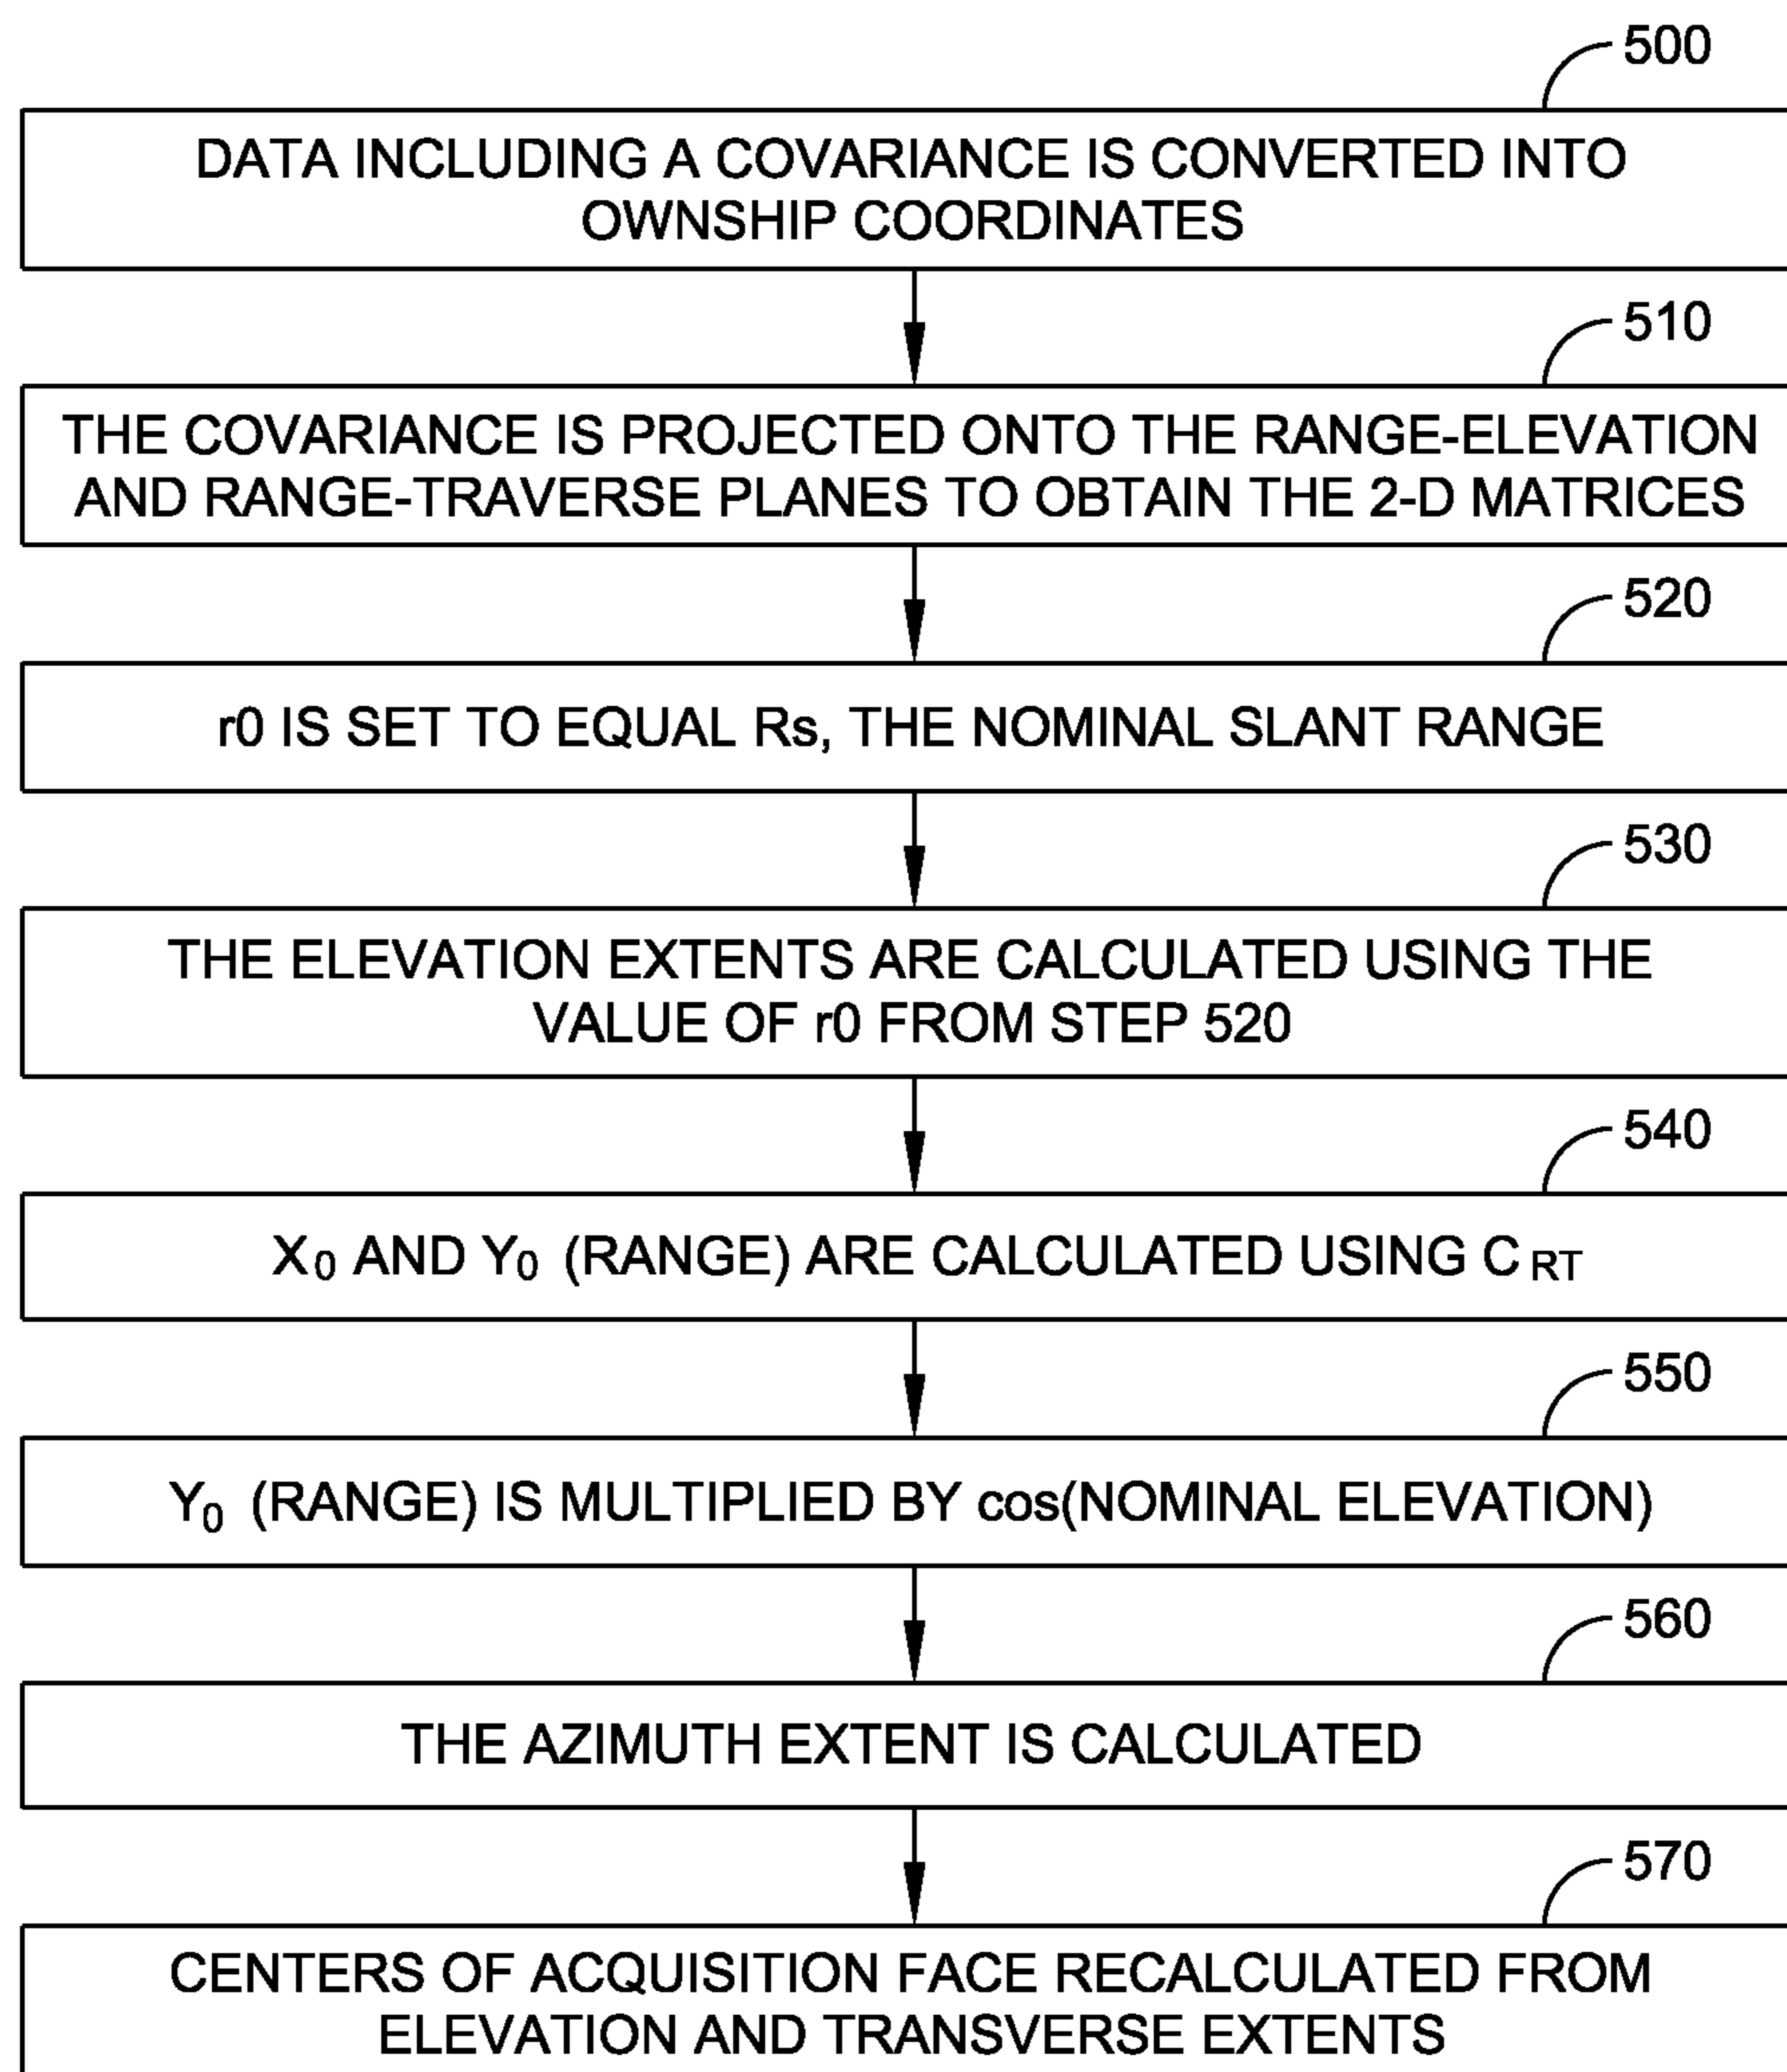 500
DATA INCLUDING A COVARIANCE IS CONVERTED INTO
OWNSHIP COORDINATES
510
THE COVARIANCE IS PROJECTED ONTO THE RANGE-ELEVATION
AND RANGE-TRAVERSE PLANES TO OBTAIN THE 2-D MATRICES
520
r0 IS SET TO EQUAL Rs, THE NOMINAL SLANT RANGE
530
THE ELEVATION EXTENTS ARE CALCULATED USING THE
VALUE OF r0 FROM STEP 520
540
X₀ AND Y₀ (RANGE) ARE CALCULATED USING C RT
550
Y₀ (RANGE) IS MULTIPLIED BY cos(NOMINAL ELEVATION)
560
THE AZIMUTH EXTENT IS CALCULATED
570
CENTERS OF ACQUISITION FACE RECALCULATED FROM
ELEVATION AND TRANSVERSE EXTENTS